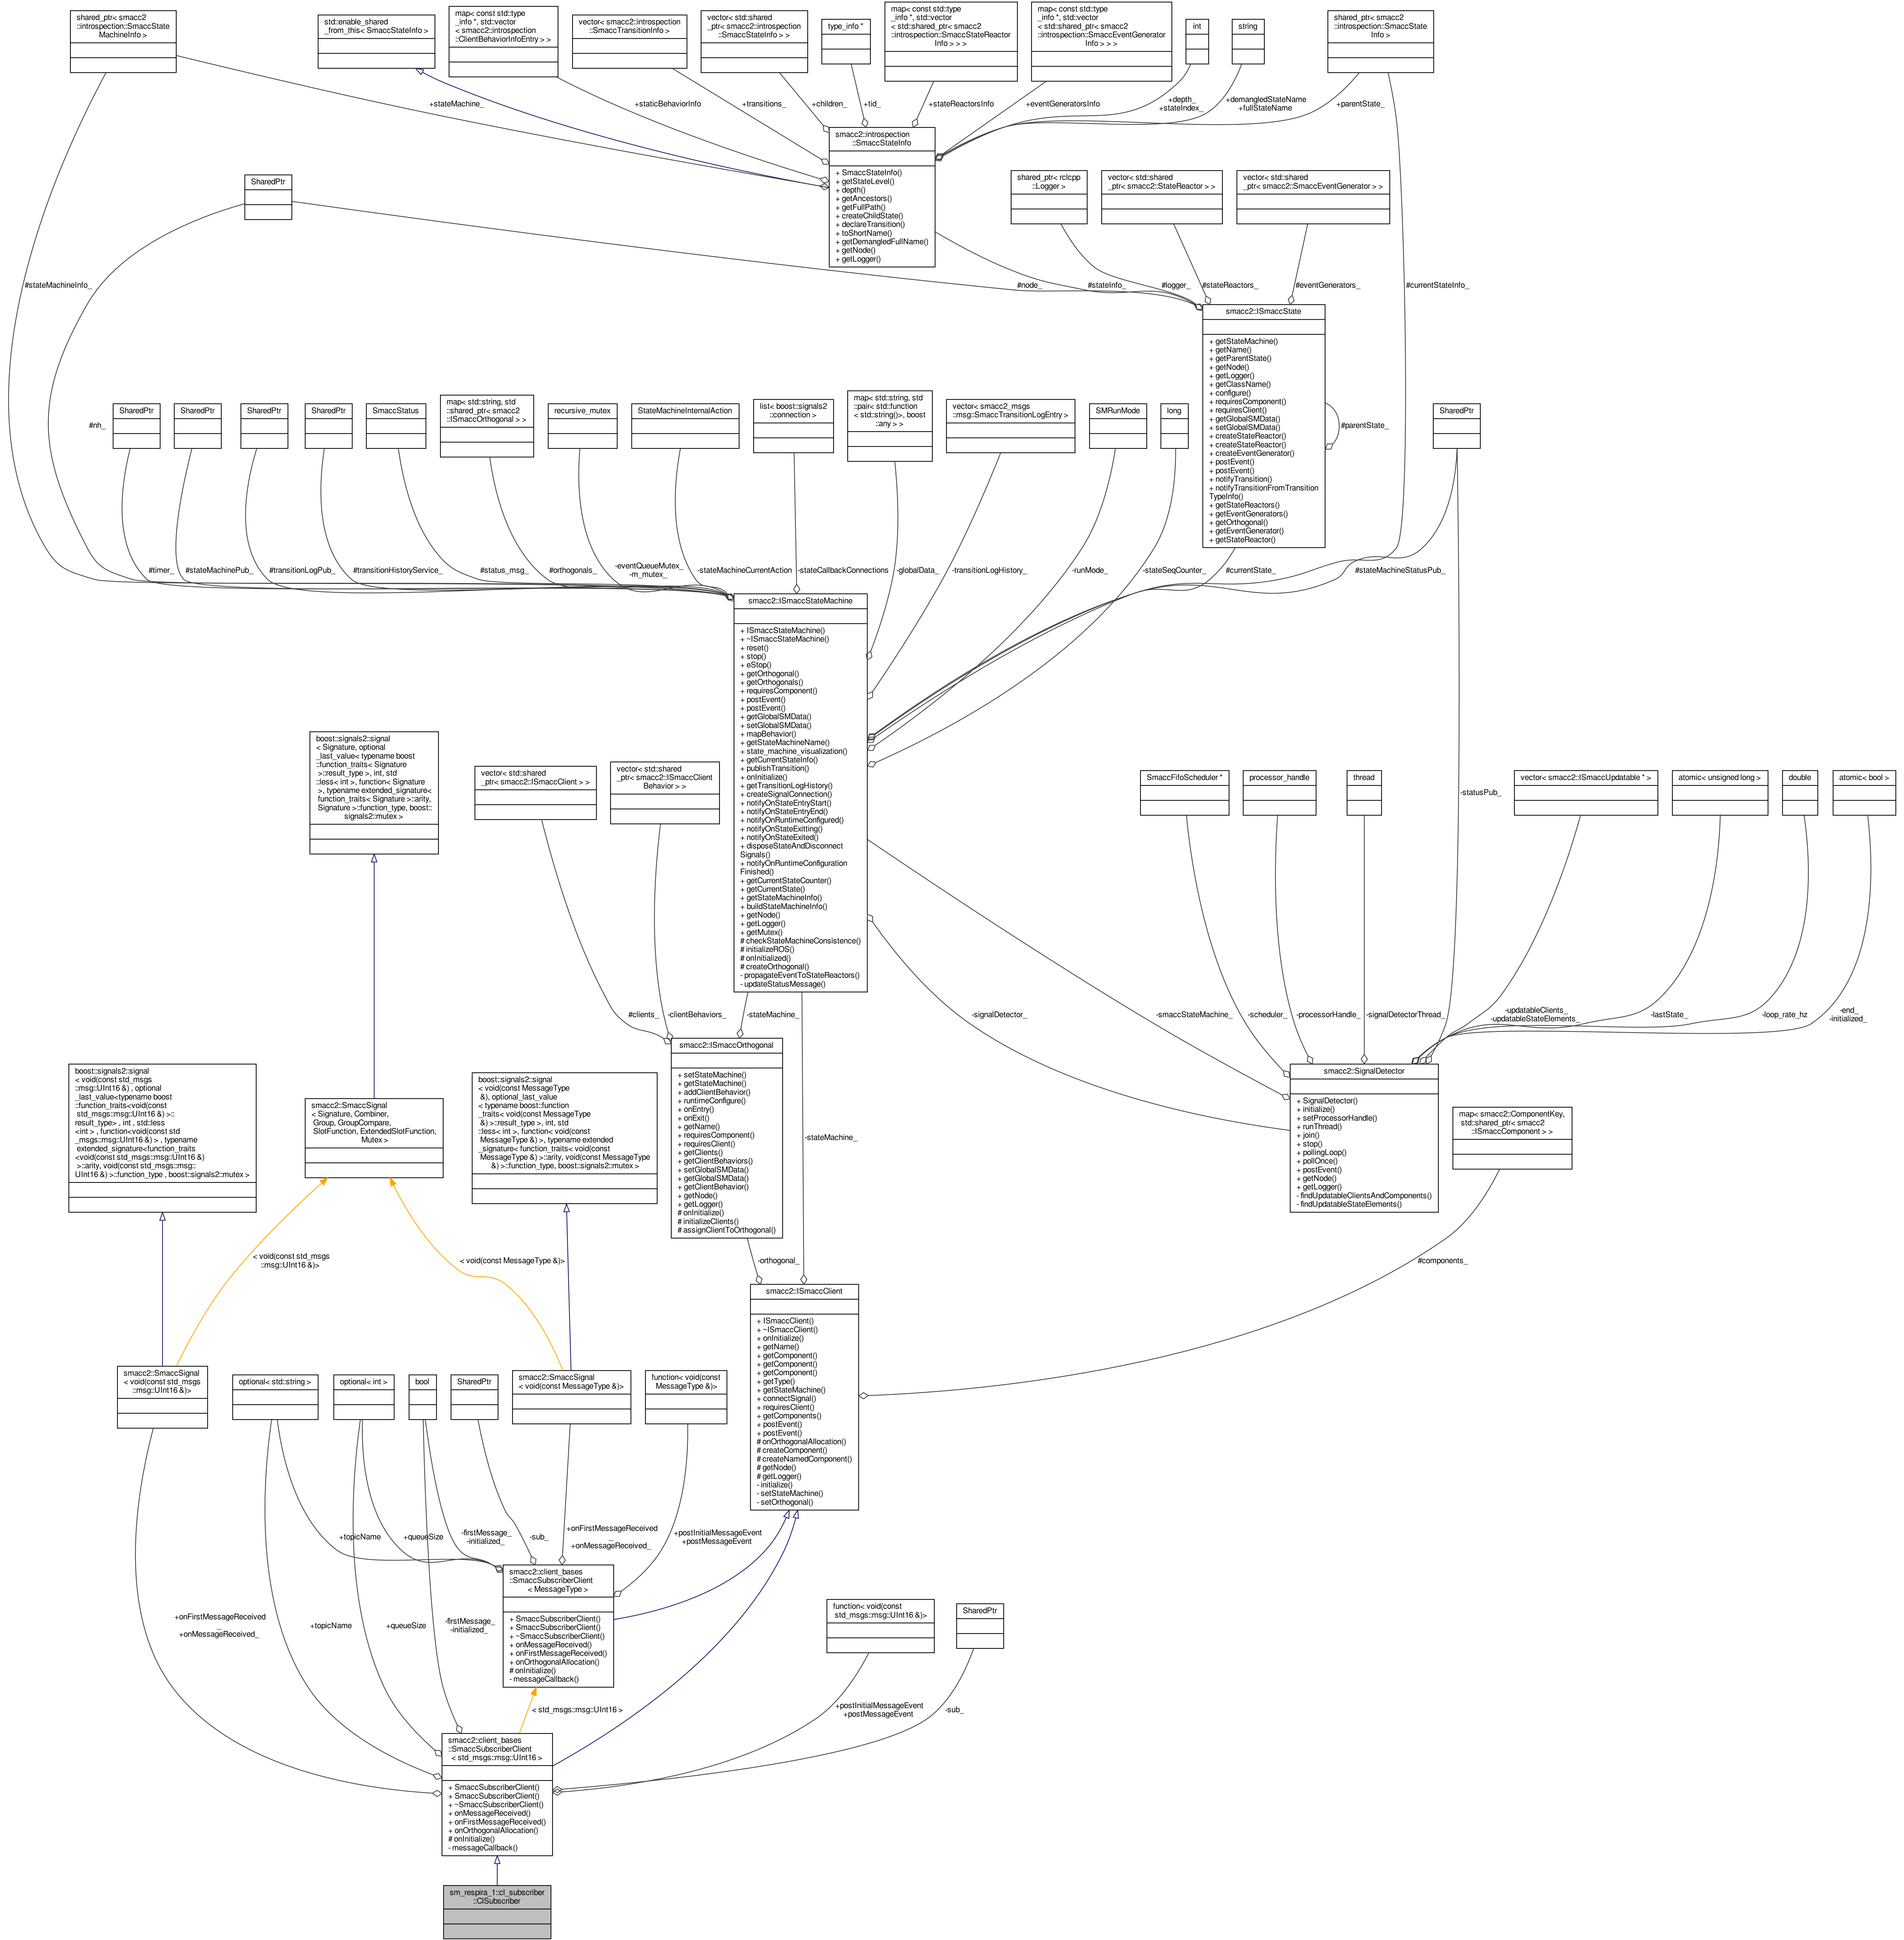 shared_ptr< smacc2
::introspection::SmaccState
MachineInfo >
std::enable_shared
_from_this< SmaccStateInfo >
map< const std::type
_info *, std::vector
< smacc2::introspection
::ClientBehaviorInfoEntry > >
vector< smacc2::introspection
::SmaccTransitionInfo >
vector< std::shared
_ptr< smacc2::introspection
::SmaccStateInfo > >
type_info *
map< const std::type
_info *, std::vector
< std::shared_ptr< smacc2
::introspection::SmaccStateReactor
Info > > >
map< const std::type
_info *, std::vector
< std::shared_ptr< smacc2
::introspection::SmaccEventGenerator
Info > > >
int
string
shared_ptr< smacc2
::introspection::SmaccState
Info >
+stateMachine_
+staticBehaviorInfo
+transitions_
+children_
+tid_
+stateReactorsInfo
+eventGeneratorsInfo
+depth_
+stateIndex_
+demangledStateName
+fullStateName
+parentState_
smacc2::introspection
::SmaccStateInfo
+ SmaccStateInfo()
+ getStateLevel()
+ depth()
+ getAncestors()
+ getFullPath()
+ createChildState()
+ declareTransition()
+ toShortName()
+ getDemangledFullName()
+ getNode()
+ getLogger()
SharedPtr
shared_ptr< rclcpp
::Logger >
vector< std::shared
_ptr< smacc2::StateReactor > >
vector< std::shared
_ptr< smacc2::SmaccEventGenerator > >
#stateMachineInfo_
#node_
#stateInfo_
#logger_
#stateReactors_
#eventGenerators_
#currentStateInfo_
smacc2::ISmaccState
+ getStateMachine()
+ getName()
+ getParentState()
+ getNode()
+ getLogger()
+ getClassName()
+ configure()
+ requiresComponent()
+ requiresClient()
+ getGlobalSMData()
+ setGlobalSMData()
+ createStateReactor()
+ createStateReactor()
+ createEventGenerator()
+ postEvent()
+ postEvent()
+ notifyTransition()
+ notifyTransitionFromTransition
TypeInfo()
+ getStateReactors()
+ getEventGenerators()
+ getOrthogonal()
+ getEventGenerator()
+ getStateReactor()
#parentState_
#nh_
SharedPtr
SharedPtr
SharedPtr
SharedPtr
SmaccStatus
map< std::string, std
::shared_ptr< smacc2
::ISmaccOrthogonal > >
recursive_mutex
StateMachineInternalAction
list< boost::signals2
::connection >
map< std::string, std
::pair< std::function
< std::string()>, boost
::any > >
vector< smacc2_msgs
::msg::SmaccTransitionLogEntry >
SMRunMode
long
SharedPtr
#timer_
#stateMachinePub_
#transitionLogPub_
#transitionHistoryService_
#status_msg_
#orthogonals_
-eventQueueMutex_
-m_mutex_
-stateMachineCurrentAction
-stateCallbackConnections
-globalData_
-transitionLogHistory_
-runMode_
-stateSeqCounter_
#currentState_
#stateMachineStatusPub_
smacc2::ISmaccStateMachine
+ ISmaccStateMachine()
+ ~ISmaccStateMachine()
+ reset()
+ stop()
+ eStop()
+ getOrthogonal()
+ getOrthogonals()
+ requiresComponent()
+ postEvent()
+ postEvent()
+ getGlobalSMData()
+ setGlobalSMData()
+ mapBehavior()
+ getStateMachineName()
+ state_machine_visualization()
+ getCurrentStateInfo()
+ publishTransition()
+ onInitialize()
+ getTransitionLogHistory()
+ createSignalConnection()
+ notifyOnStateEntryStart()
+ notifyOnStateEntryEnd()
+ notifyOnRuntimeConfigured()
+ notifyOnStateExitting()
+ notifyOnStateExited()
+ disposeStateAndDisconnect
Signals()
+ notifyOnRuntimeConfiguration
Finished()
+ getCurrentStateCounter()
+ getCurrentState()
+ getStateMachineInfo()
+ buildStateMachineInfo()
+ getNode()
+ getLogger()
+ getMutex()
# checkStateMachineConsistence()
# initializeROS()
# onInitialized()
# createOrthogonal()
- propagateEventToStateReactors()
- updateStatusMessage()
boost::signals2::signal
< Signature, optional
_last_value< typename boost
::function_traits< Signature
>::result_type >, int, std
::less< int >, function< Signature
>, typename extended_signature<
function_traits< Signature >::arity,
Signature >::function_type, boost::
signals2::mutex >
vector< std::shared
_ptr< smacc2::ISmaccClient > >
vector< std::shared
_ptr< smacc2::ISmaccClient
Behavior > >
SmaccFifoScheduler *
processor_handle
thread
vector< smacc2::ISmaccUpdatable * >
atomic< unsigned long >
double
atomic< bool >
-statusPub_
#clients_
-clientBehaviors_
-stateMachine_
-signalDetector_
-smaccStateMachine_
-scheduler_
-processorHandle_
-signalDetectorThread_
-updatableClients_
-updatableStateElements_
-lastState_
-loop_rate_hz
-end_
-initialized_
smacc2::ISmaccOrthogonal
+ setStateMachine()
+ getStateMachine()
+ addClientBehavior()
+ runtimeConfigure()
+ onEntry()
+ onExit()
+ getName()
+ requiresComponent()
+ requiresClient()
+ getClients()
+ getClientBehaviors()
+ setGlobalSMData()
+ getGlobalSMData()
+ getClientBehavior()
+ getNode()
+ getLogger()
# onInitialize()
# initializeClients()
# assignClientToOrthogonal()
smacc2::SignalDetector
+ SignalDetector()
+ initialize()
+ setProcessorHandle()
+ runThread()
+ join()
+ stop()
+ pollingLoop()
+ pollOnce()
+ postEvent()
+ getNode()
+ getLogger()
- findUpdatableClientsAndComponents()
- findUpdatableStateElements()
map< smacc2::ComponentKey,
std::shared_ptr< smacc2
::ISmaccComponent > >
boost::signals2::signal
< void(const std_msgs
::msg::UInt16 &) , optional
_last_value<typename boost
::function_traits<void(const
std_msgs::msg::UInt16 &) >::
result_type> , int , std::less
<int > , function<void(const std
_msgs::msg::UInt16 &) > , typename
extended_signature<function_traits
<void(const std_msgs::msg::UInt16 &)
>::arity, void(const std_msgs::msg::
UInt16 &) >::function_type , boost::signals2::mutex >
smacc2::SmaccSignal
< Signature, Combiner,
Group, GroupCompare,
SlotFunction, ExtendedSlotFunction,
Mutex >
boost::signals2::signal
< void(const MessageType
&), optional_last_value
< typename boost::function
_traits< void(const MessageType
&) >::result_type >, int, std
::less< int >, function< void(const
MessageType &) >, typename extended
_signature< function_traits< void(const
MessageType &) >::arity, void(const MessageType
&) >::function_type, boost::signals2::mutex >
-stateMachine_
< void(const std_msgs
::msg::UInt16 &)>
< void(const MessageType &)>
-orthogonal_
#components_
smacc2::ISmaccClient
+ ISmaccClient()
+ ~ISmaccClient()
+ onInitialize()
+ getName()
+ getComponent()
+ getComponent()
+ getComponent()
+ getType()
+ getStateMachine()
+ connectSignal()
+ requiresClient()
+ getComponents()
+ postEvent()
+ postEvent()
# onOrthogonalAllocation()
# createComponent()
# createNamedComponent()
# getNode()
# getLogger()
- initialize()
- setStateMachine()
- setOrthogonal()
smacc2::SmaccSignal
< void(const std_msgs
::msg::UInt16 &)>
optional< std::string >
optional< int >
bool
SharedPtr
smacc2::SmaccSignal
< void(const MessageType &)>
function< void(const
MessageType &)>
+topicName
+queueSize
-firstMessage_
-initialized_
-sub_
+onFirstMessageReceived
_
+onMessageReceived_
+postInitialMessageEvent
+postMessageEvent
smacc2::client_bases
::SmaccSubscriberClient
< MessageType >
+ SmaccSubscriberClient()
+ SmaccSubscriberClient()
+ ~SmaccSubscriberClient()
+ onMessageReceived()
+ onFirstMessageReceived()
+ onOrthogonalAllocation()
# onInitialize()
- messageCallback()
function< void(const
std_msgs::msg::UInt16 &)>
SharedPtr
+onFirstMessageReceived
_
+onMessageReceived_
+topicName
+queueSize
-firstMessage_
-initialized_
< std_msgs::msg::UInt16 >
+postInitialMessageEvent
+postMessageEvent
-sub_
smacc2::client_bases
::SmaccSubscriberClient
< std_msgs::msg::UInt16 >
+ SmaccSubscriberClient()
+ SmaccSubscriberClient()
+ ~SmaccSubscriberClient()
+ onMessageReceived()
+ onFirstMessageReceived()
+ onOrthogonalAllocation()
# onInitialize()
- messageCallback()
sm_respira_1::cl_subscriber
::ClSubscriber